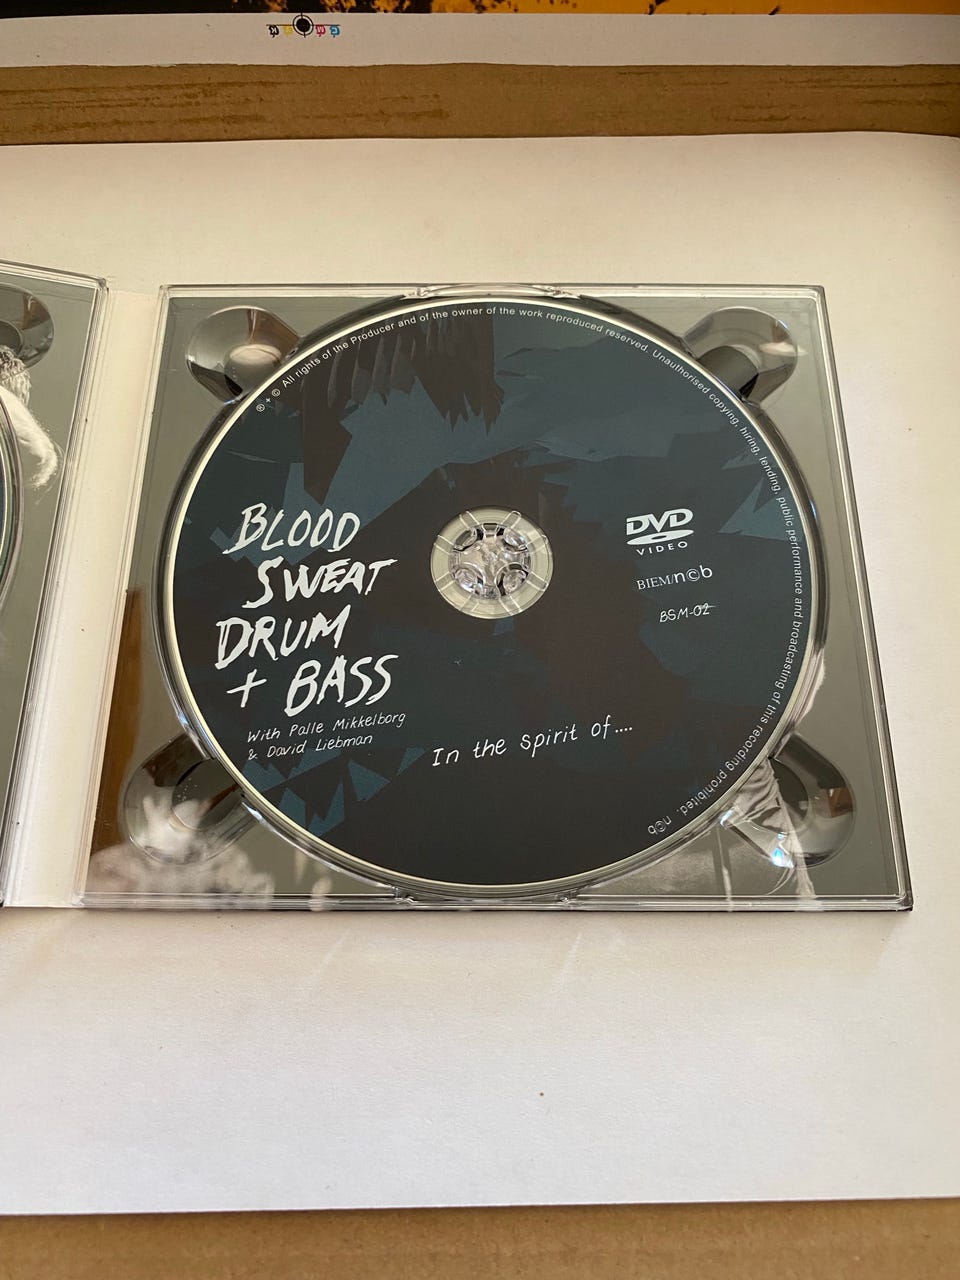 ℗ + © All rights of the Producer and of the owner of the work reproduced reserved. Unauthorised copying, hiring, lending, public performance and broadcasting of this recording prohibited. n©b
BLOOD
SWEAT
DRUM
+ BASS
With Palle Mikkelborg
& David Liebman
In the spirit of....
DVD
VIDEO
BIEM/n©b
BSM-02